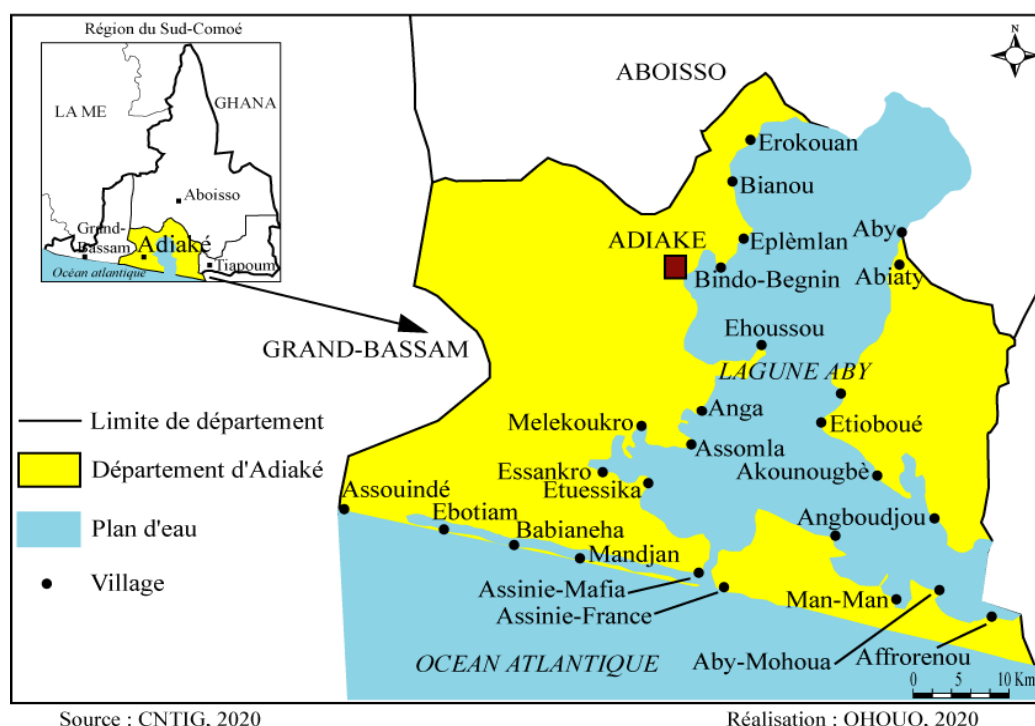 Région du Sud-Comoé
LA ME
GHANA
Aboisso
Grand-
Bassam
Adiaké
Tiapoum
Océan atlantique
N
ABOISSO
Erokouan
Bianou
ADIAKE
Eplèmlan
Aby
Bindo-Begnin
Abiaty
GRAND-BASSAM
Ehoussou
LAGUNE ABY
Anga
Melekoukro
Etioboué
Assomla
Essankro
Akounougbè
Etuessika
Assouindé
Ebotiam
Angboudjou
Babianeha
Mandjan
Assinie-Mafia
Assinie-France
Man-Man
Aby-Mohoua
Affrorenou
OCEAN ATLANTIQUE
Limite de département
Département d'Adiaké
Plan d'eau
Village
0 5 10 Km
Source : CNTIG, 2020
Réalisation : OHOUO, 2020